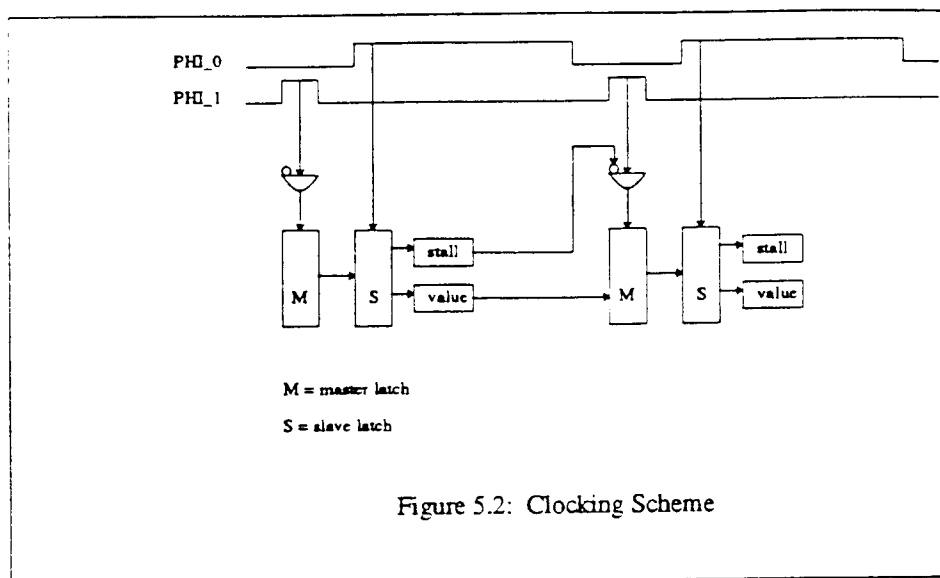 PHI_0
PHI_1
stall
stall
M
S
value
M
S
value
M = master latch
S = slave latch
Figure 5.2: Clocking Scheme